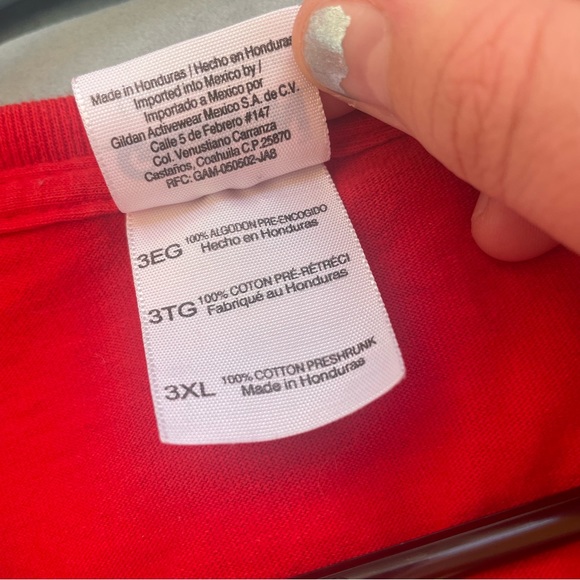 Made in Honduras / Hecho en Honduras
Imported into Mexico by /
Importado a Mexico por
Gildan Activewear Mexico S.A. de C.V.
Calle 5 de Febrero #147
Col. Venustiano Carranza
Castaños, Coahuila C.P. 25870
RFC: GAM-050502-JA8
3EG 100% ALGODON PRE-ENCOGIDO
Hecho en Honduras
3TG 100% COTON PRÉ-RÉTRÉCI
Fabriqué au Honduras
3XL 100% COTTON PRESHRUNK
Made in Honduras